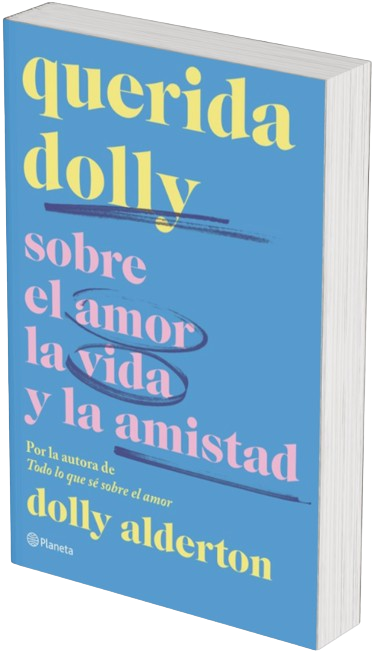 querida
dolly
sobre
el amor
la vida
y la amistad
Por la autora de
Todo lo que sé sobre el amor
dolly alderton
Planeta